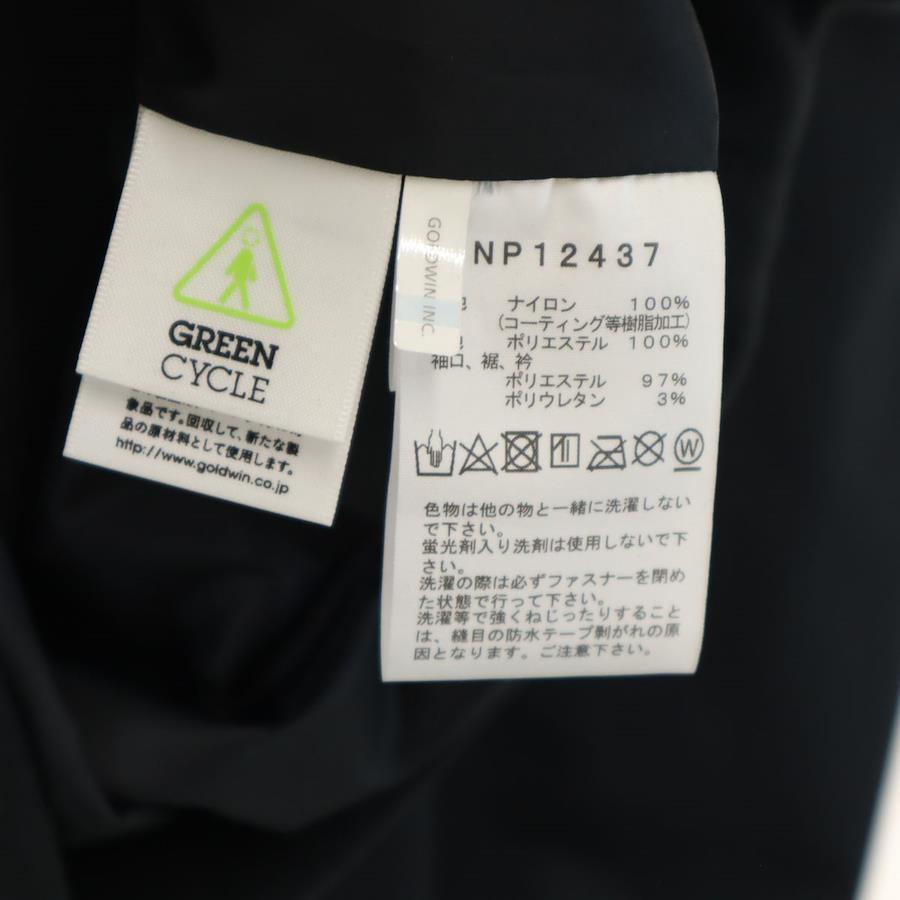 GREEN
CYCLE
象品です。回収して、新たな製
品の原材料として使用します。
http://www.goldwin.co.jp
GOLDWIN INC.
NP12437
地 ナイロン 100%
(コーティング等樹脂加工)
ポリエステル 100%
袖口、裾、衿
ポリエステル 97%
ポリウレタン 3%
W
色物は他の物と一緒に洗濯しない
で下さい。
蛍光剤入り洗剤は使用しないで下
さい。
洗濯の際は必ずファスナーを閉め
た状態で行って下さい。
洗濯等で強くねじったりすること
は、縫目の防水テープ剝がれの原
因となります。ご注意下さい。